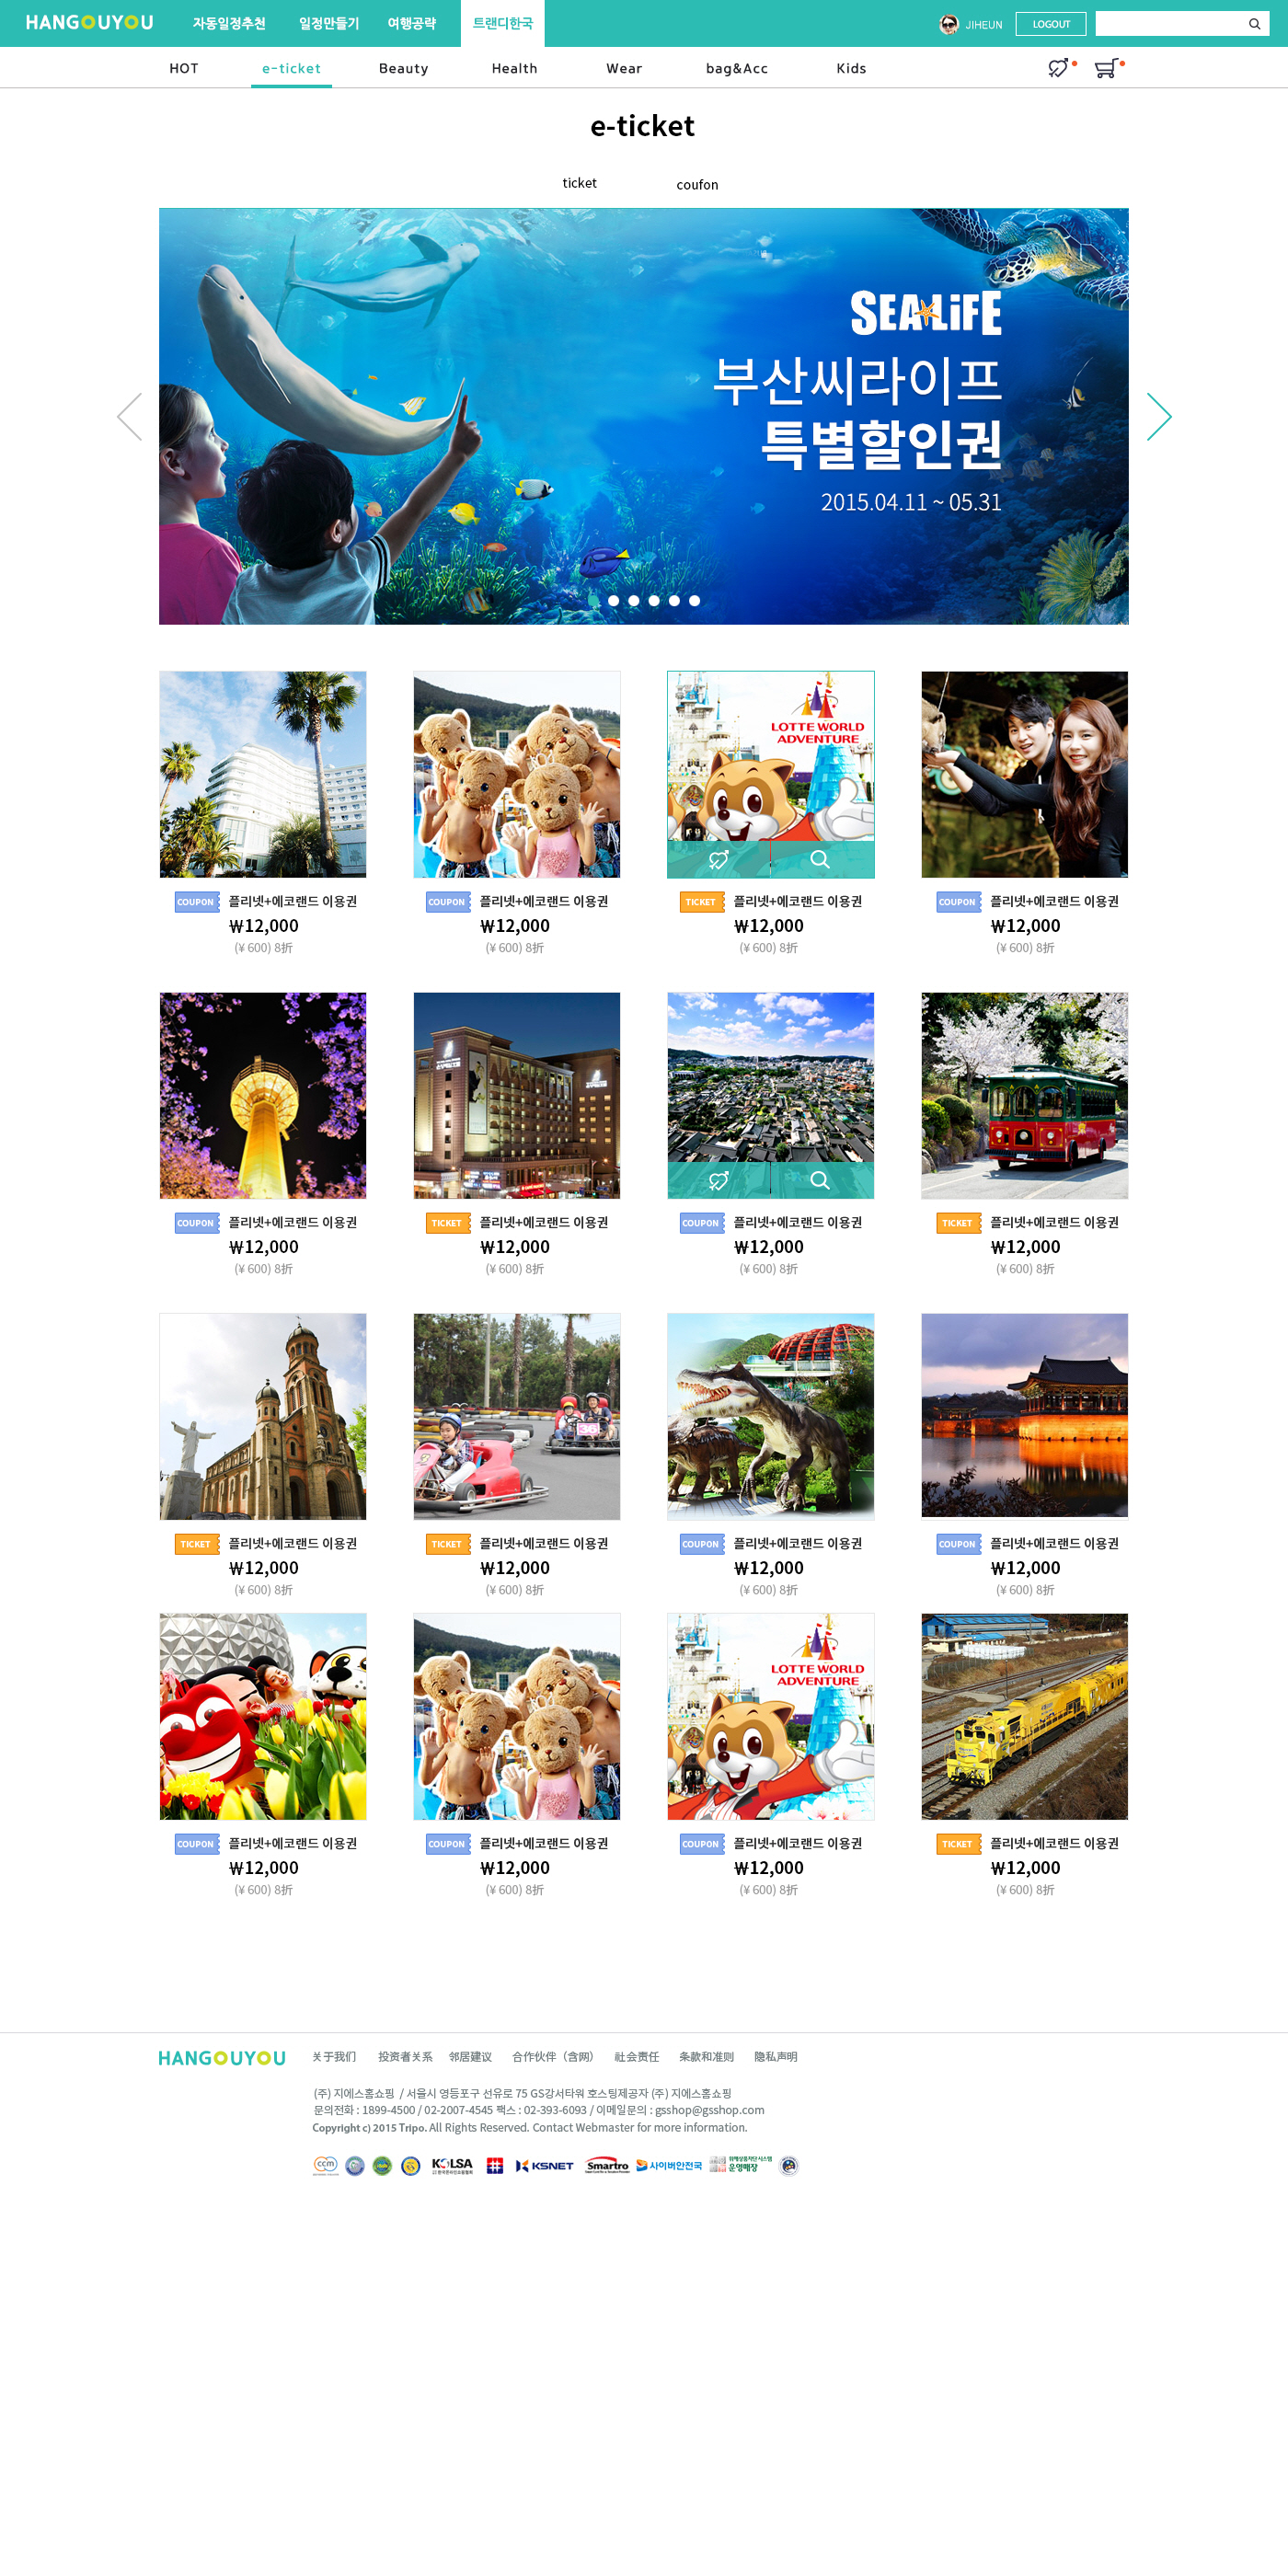 HANGOUYOU 자동일정추천 일정만들기 여행공략 트랜디한국 JIHEUN LOGOUT
HOT e-ticket Beauty Health Wear bag&Acc Kids
e-ticket
ticket coufon
SEA LiFE
부산씨라이프
특별할인권
2015.04.11 ~ 05.31
LOTTE WORLD
ADVENTURE
COUPON 플리넷+에코랜드 이용권 COUPON 플리넷+에코랜드 이용권 TICKET 플리넷+에코랜드 이용권 COUPON 플리넷+에코랜드 이용권
₩12,000 ₩12,000 ₩12,000 ₩12,000
(¥ 600) 8折 (¥ 600) 8折 (¥ 600) 8折 (¥ 600) 8折
COUPON 플리넷+에코랜드 이용권 TICKET 플리넷+에코랜드 이용권 COUPON 플리넷+에코랜드 이용권 TICKET 플리넷+에코랜드 이용권
₩12,000 ₩12,000 ₩12,000 ₩12,000
(¥ 600) 8折 (¥ 600) 8折 (¥ 600) 8折 (¥ 600) 8折
TICKET 플리넷+에코랜드 이용권 TICKET 플리넷+에코랜드 이용권 COUPON 플리넷+에코랜드 이용권 COUPON 플리넷+에코랜드 이용권
₩12,000 ₩12,000 ₩12,000 ₩12,000
(¥ 600) 8折 (¥ 600) 8折 (¥ 600) 8折 (¥ 600) 8折
LOTTE WORLD
ADVENTURE
COUPON 플리넷+에코랜드 이용권 COUPON 플리넷+에코랜드 이용권 COUPON 플리넷+에코랜드 이용권 TICKET 플리넷+에코랜드 이용권
₩12,000 ₩12,000 ₩12,000 ₩12,000
(¥ 600) 8折 (¥ 600) 8折 (¥ 600) 8折 (¥ 600) 8折
HANGOUYOU 关于我们 投资者关系 邻居建议 合作伙伴（含网） 社会责任 条款和准则 隐私声明
(주) 지에스홈쇼핑 / 서울시 영등포구 선유로 75 GS강서타워 호스팅제공자 (주) 지에스홈쇼핑
문의전화 : 1899-4500 / 02-2007-4545 팩스 : 02-393-6093 / 이메일문의 : gsshop@gsshop.com
Copyright c) 2015 Tripo. All Rights Reserved. Contact Webmaster for more information.
ccm KOLSA KSNET Smartro 사이버안전국 위해상품차단시스템 운영매장